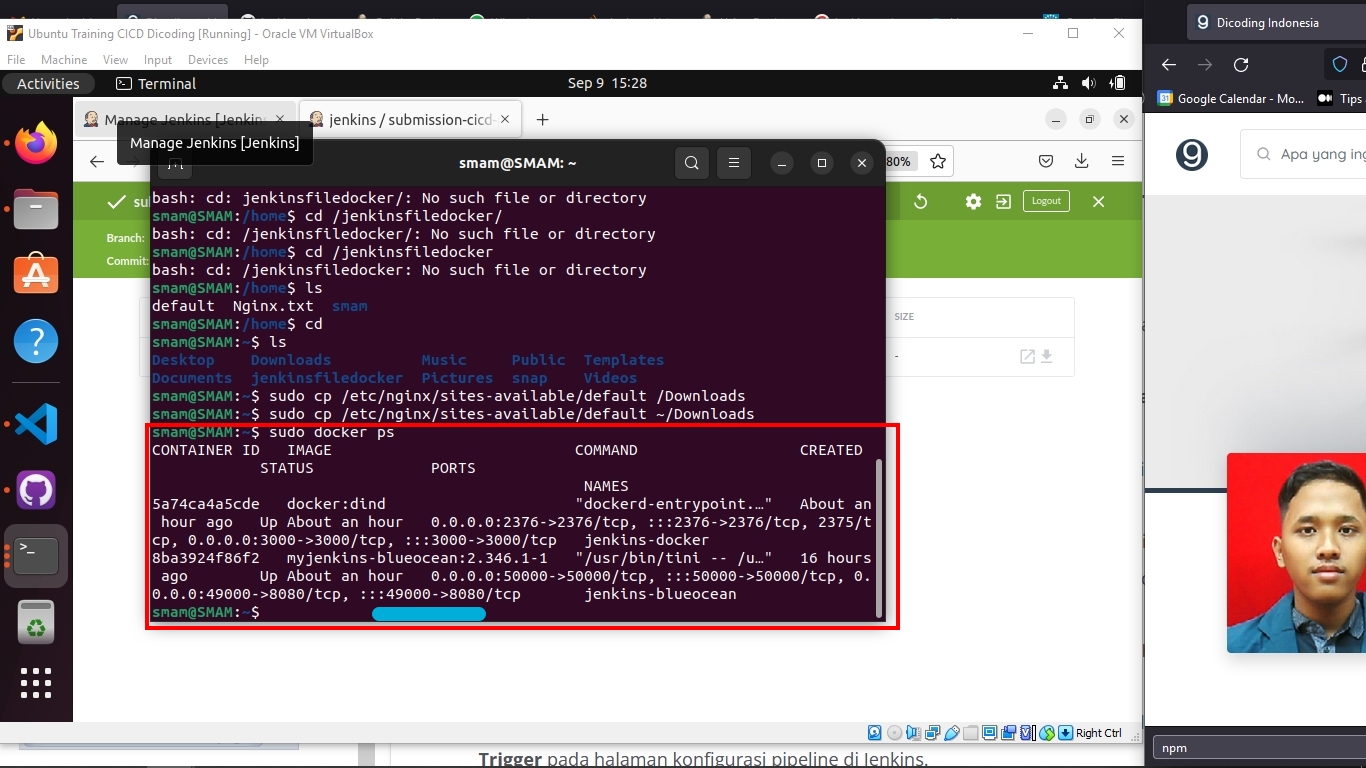 Ubuntu Training CICD Dicoding [Running] - Oracle VM VirtualBox
File Machine View Input Devices Help
Activities Terminal Sep 9 15:28
Manage Jenkins [Jenkin
jenkins / submission-cicd-
Manage Jenkins [Jenkins]
smam@SMAM: ~
80%
Logout
Branch:
Commit:
SIZE
-
bash: cd: jenkinsfiledocker/: No such file or directory
smam@SMAM:/home$ cd /jenkinsfiledocker/
bash: cd: /jenkinsfiledocker/: No such file or directory
smam@SMAM:/home$ cd /jenkinsfiledocker
bash: cd: /jenkinsfiledocker: No such file or directory
smam@SMAM:/home$ ls
default Nginx.txt smam
smam@SMAM:/home$ cd
smam@SMAM:~$ ls
Desktop Downloads Music Public Templates
Documents jenkinsfiledocker Pictures snap Videos
smam@SMAM:~$ sudo cp /etc/nginx/sites-available/default /Downloads
smam@SMAM:~$ sudo cp /etc/nginx/sites-available/default ~/Downloads
smam@SMAM:~$ sudo docker ps
CONTAINER ID IMAGE COMMAND CREATED
STATUS PORTS
NAMES
5a74ca4a5cde docker:dind "dockerd-entrypoint.…" About an
hour ago Up About an hour 0.0.0.0:2376->2376/tcp, :::2376->2376/tcp, 2375/t
cp, 0.0.0.0:3000->3000/tcp, :::3000->3000/tcp jenkins-docker
8ba3924f86f2 myjenkins-blueocean:2.346.1-1 "/usr/bin/tini -- /u…" 16 hours
ago Up About an hour 0.0.0.0:50000->50000/tcp, :::50000->50000/tcp, 0.
0.0.0:49000->8080/tcp, :::49000->8080/tcp jenkins-blueocean
smam@SMAM:~$
Right Ctrl
Trigger pada halaman konfigurasi pipeline di Jenkins.
Dicoding Indonesia
Google Calendar - Mo...
Tips
Apa yang ing
npm